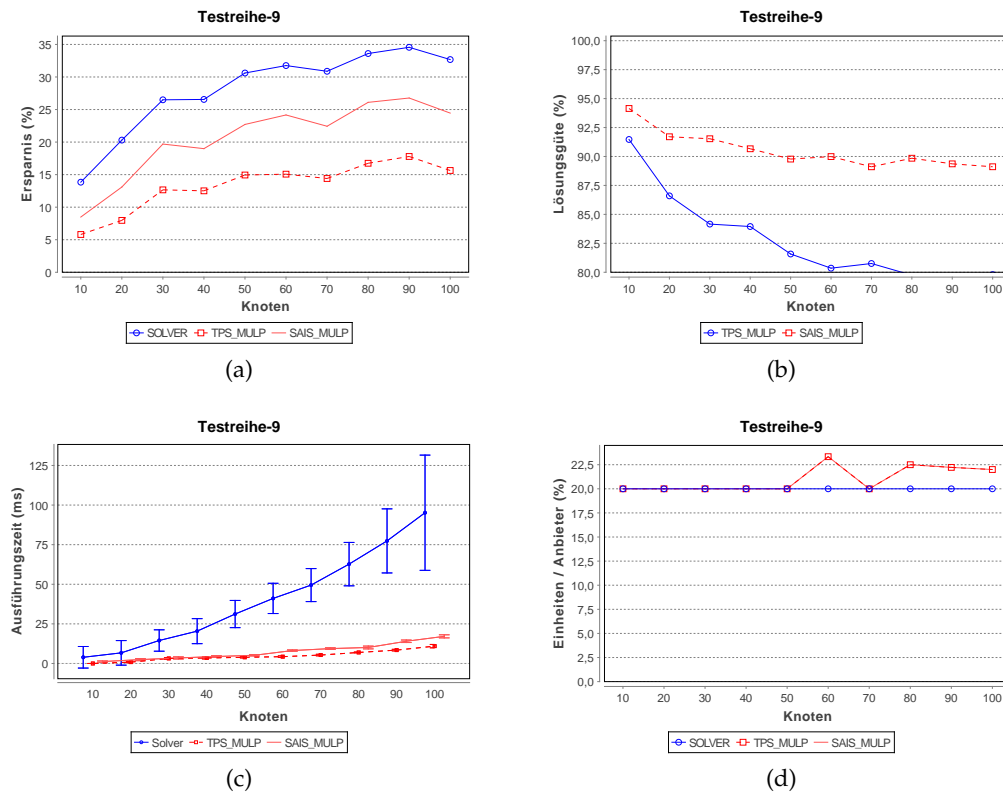 Testreihe-9
35
30
25
20
15
10
5
0
Ersparnis (%)
10 20 30 40 50 60 70 80 90 100
Knoten
SOLVER TPS_MULP SAIS_MULP
(a)
Testreihe-9
100,0
97,5
95,0
92,5
90,0
87,5
85,0
82,5
80,0
Lösungsgüte (%)
10 20 30 40 50 60 70 80 90 100
Knoten
TPS_MULP SAIS_MULP
(b)
Testreihe-9
125
100
75
50
25
0
Ausführungszeit (ms)
10 20 30 40 50 60 70 80 90 100
Knoten
Solver TPS_MULP SAIS_MULP
(c)
Testreihe-9
22,5
20,0
17,5
15,0
12,5
10,0
7,5
5,0
2,5
0,0
Einheiten / Anbieter (%)
10 20 30 40 50 60 70 80 90 100
Knoten
SOLVER TPS_MULP SAIS_MULP
(d)